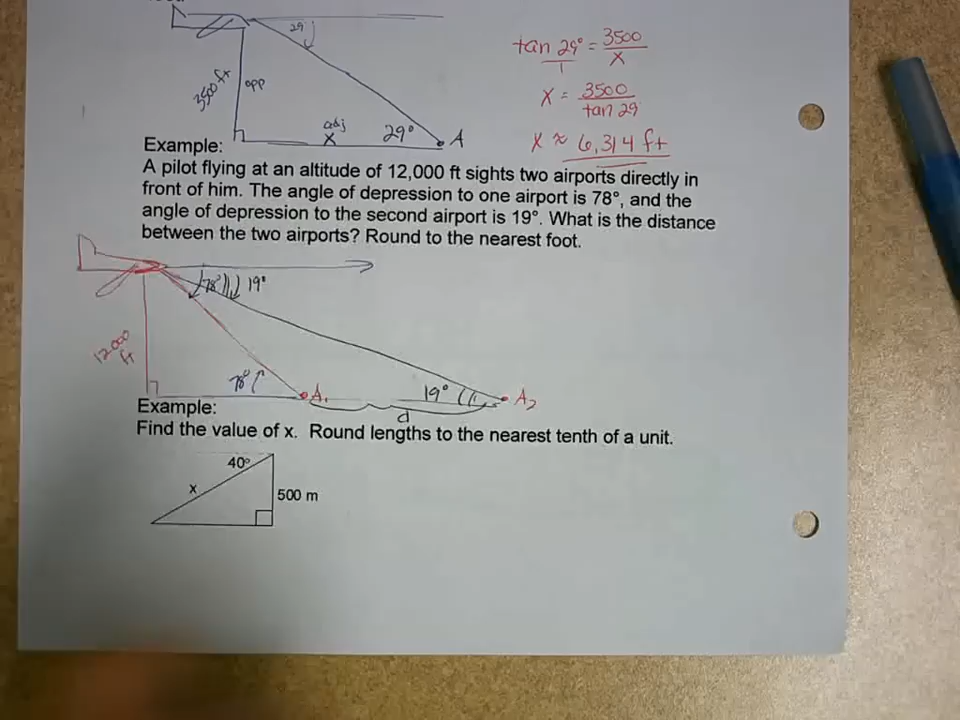 29
tan 29° = 3500/x
1
3500 ft
opp
x = 3500/tan 29
adj
x
29°
A
x ≈ 6,314 ft
Example:
A pilot flying at an altitude of 12,000 ft sights two airports directly in
front of him. The angle of depression to one airport is 78°, and the
angle of depression to the second airport is 19°. What is the distance
between the two airports? Round to the nearest foot.
78°
19°
12000
ft
78°
A₁
19°
A₂
d
Example:
Find the value of x. Round lengths to the nearest tenth of a unit.
40°
x
500 m